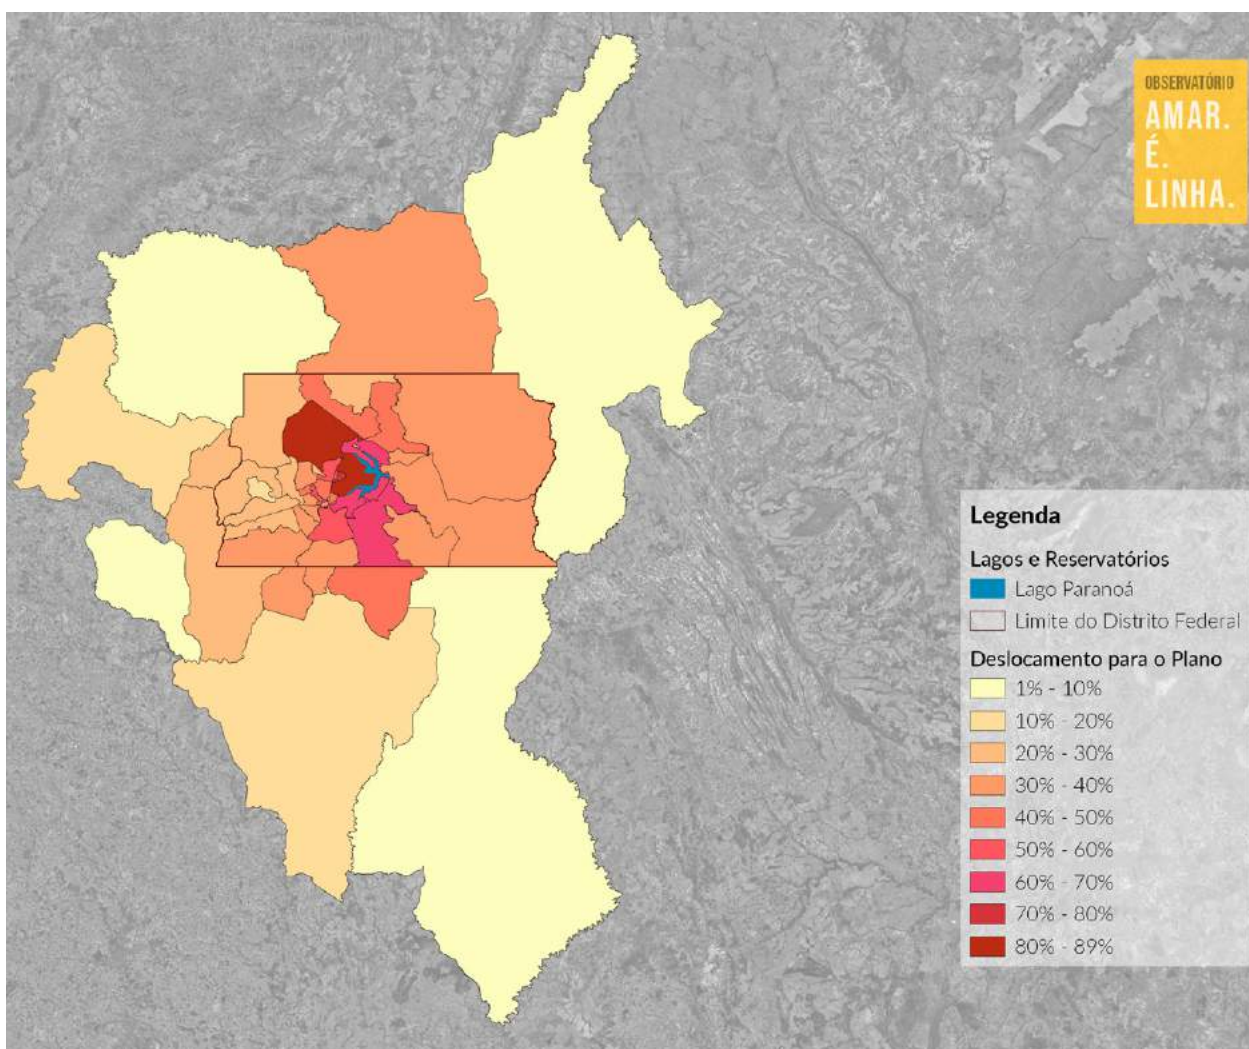 OBSERVATÓRIO
AMAR.
É.
LINHA.
Legenda
Lagos e Reservatórios
Lago Paranoá
Limite do Distrito Federal
Deslocamento para o Plano
1% - 10%
10% - 20%
20% - 30%
30% - 40%
40% - 50%
50% - 60%
60% - 70%
70% - 80%
80% - 89%